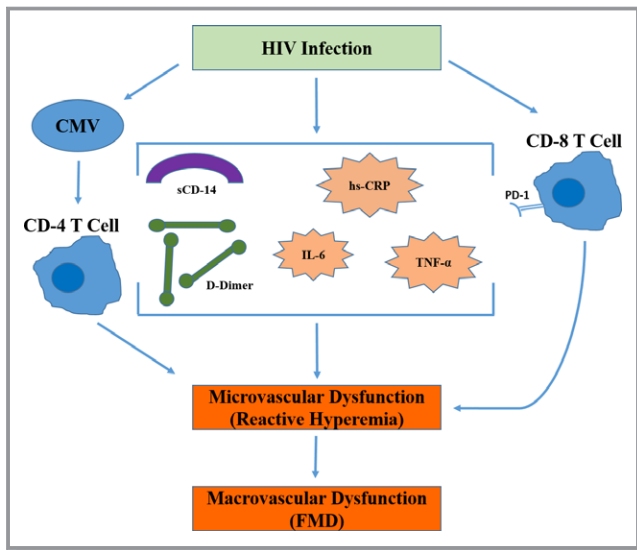 HIV Infection
CMV
CD-8 T Cell
sCD-14
hs-CRP
PD-1
CD-4 T Cell
IL-6
TNF-α
D-Dimer
Microvascular Dysfunction
(Reactive Hyperemia)
Macrovascular Dysfunction
(FMD)